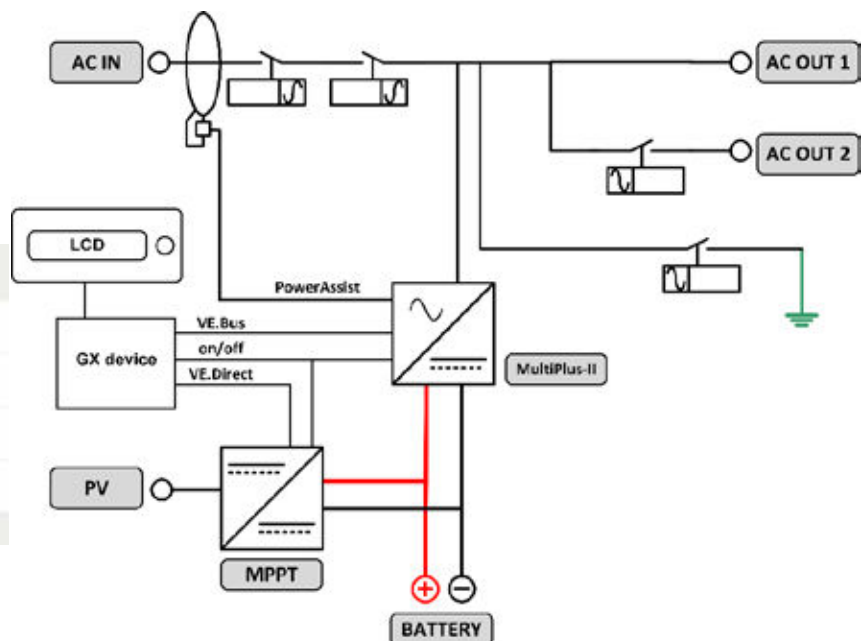 AC IN
AC OUT 1
AC OUT 2
LCD
PowerAssist
VE.Bus
GX device
on/off
VE.Direct
MultiPlus-II
PV
MPPT
+
−
BATTERY